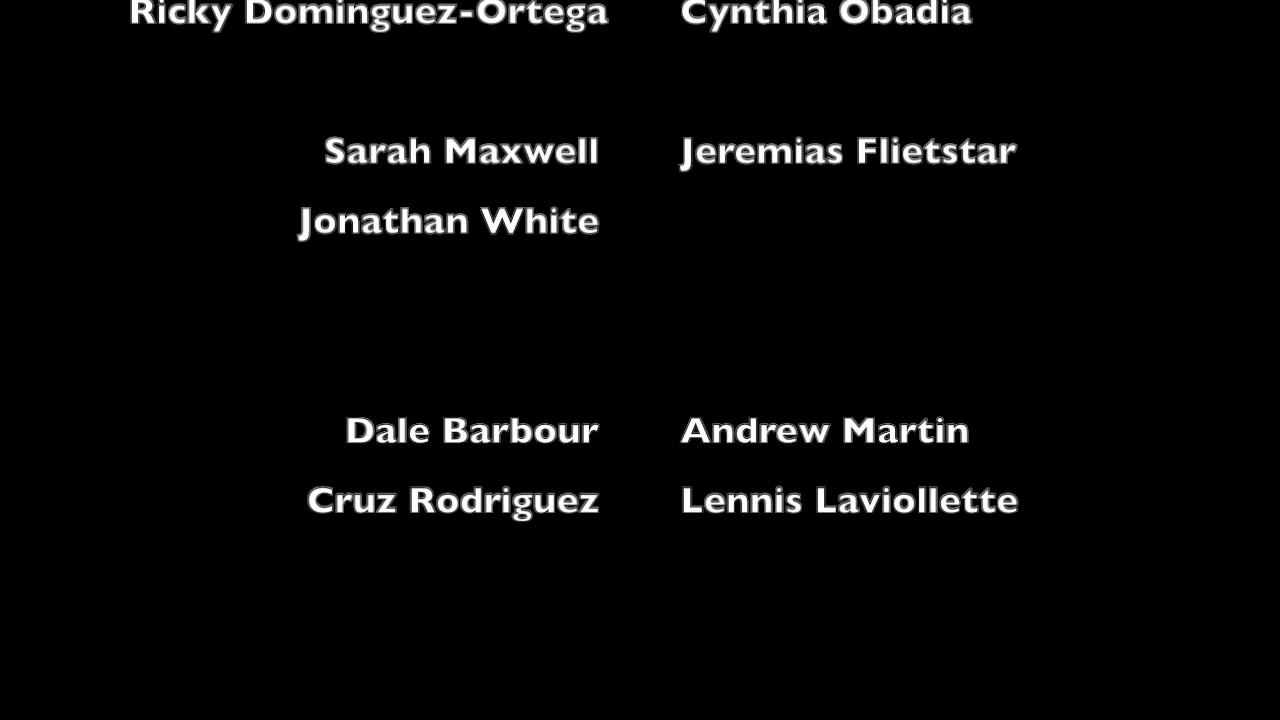 Ricky Dominguez-Ortega Cynthia Obadia
Sarah Maxwell Jeremias Flietstar
Jonathan White
Dale Barbour Andrew Martin
Cruz Rodriguez Lennis Laviollette